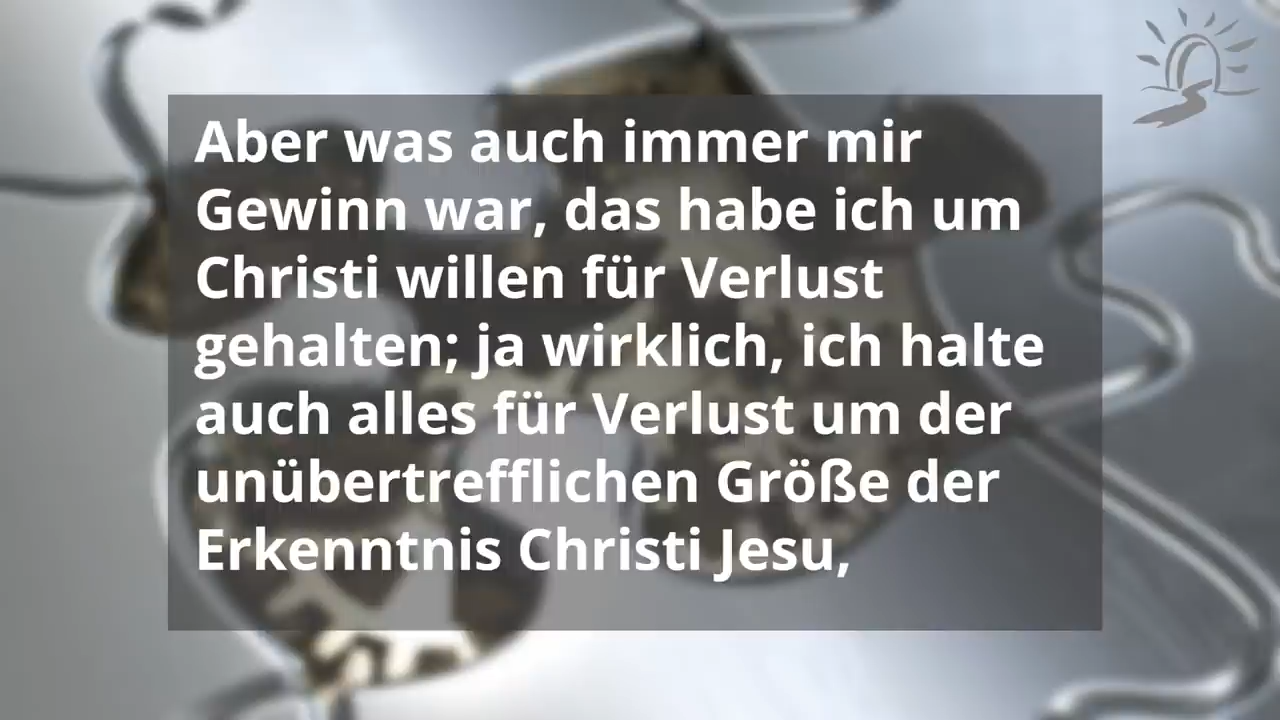 Aber was auch immer mir
Gewinn war, das habe ich um
Christi willen für Verlust
gehalten; ja wirklich, ich halte
auch alles für Verlust um der
unübertrefflichen Größe der
Erkenntnis Christi Jesu,